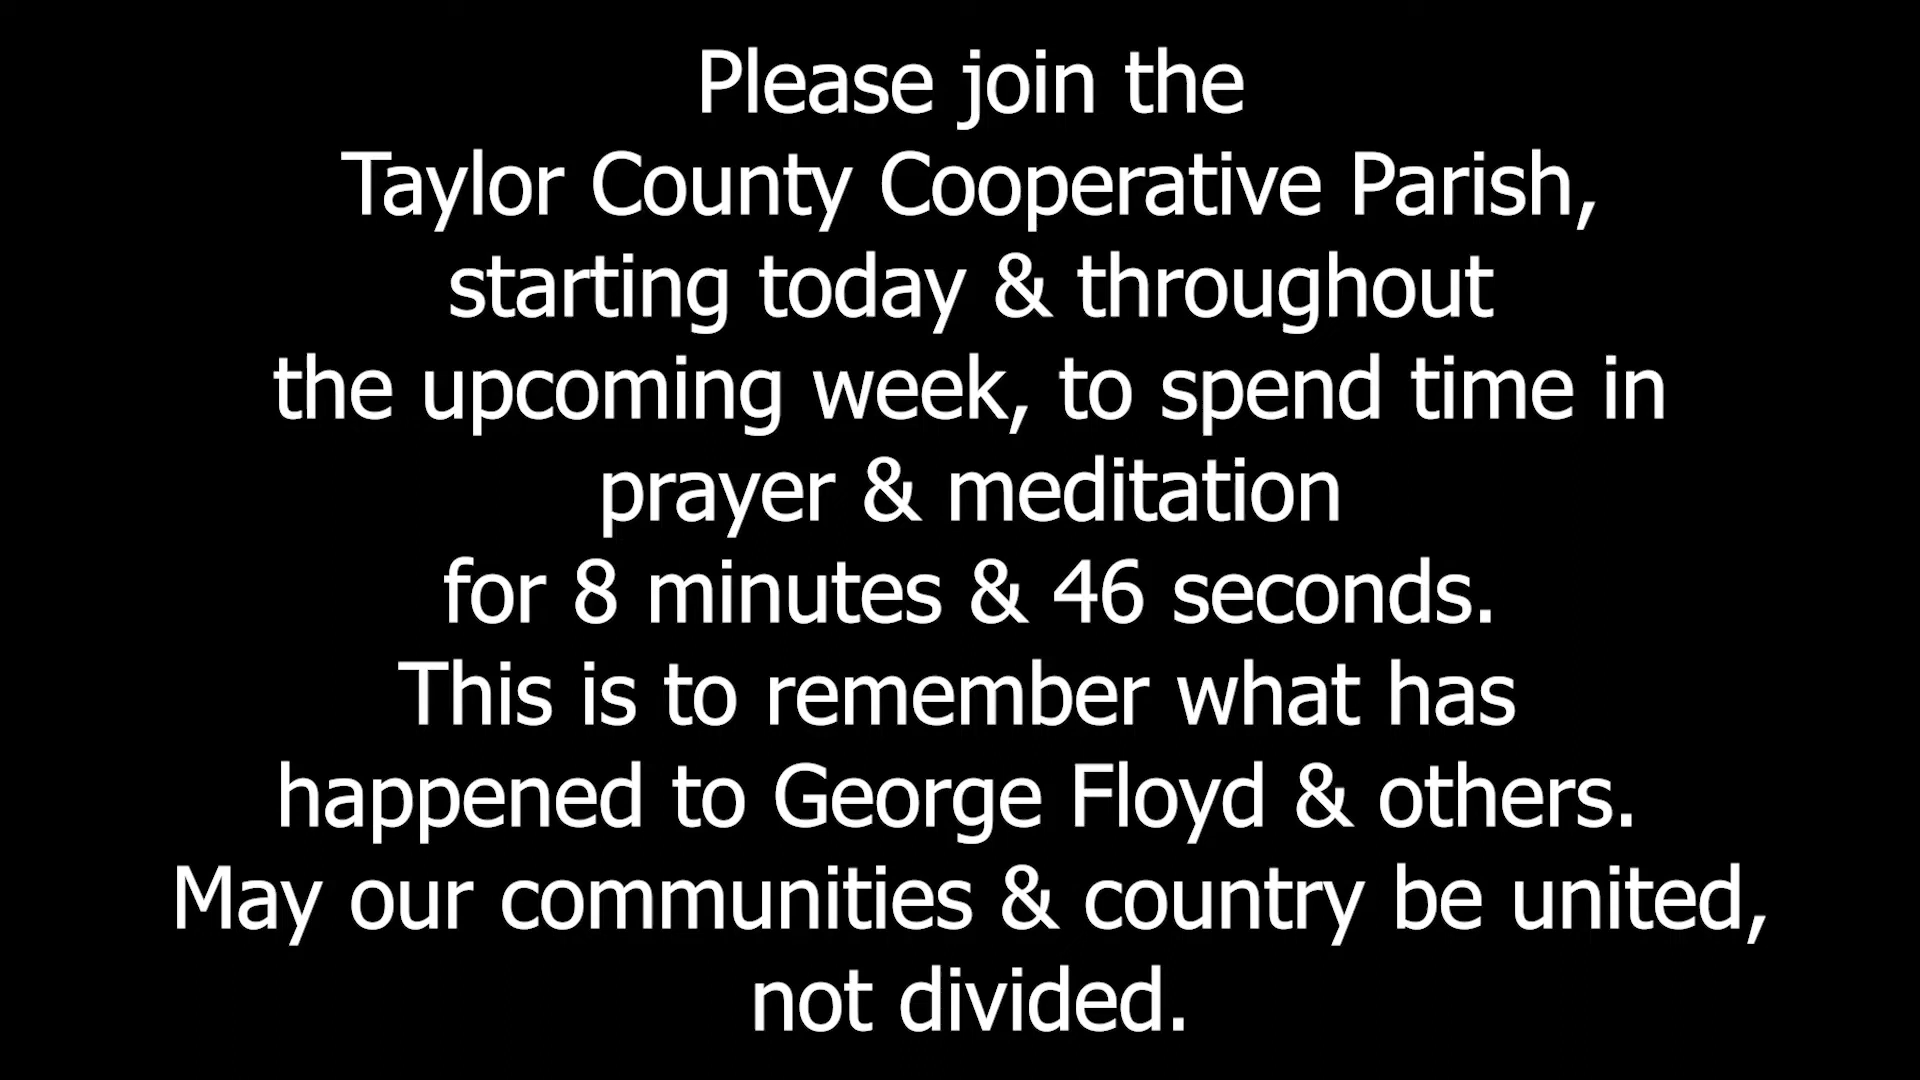 Please join the
Taylor County Cooperative Parish,
starting today & throughout
the upcoming week, to spend time in
prayer & meditation
for 8 minutes & 46 seconds.
This is to remember what has
happened to George Floyd & others.
May our communities & country be united,
not divided.